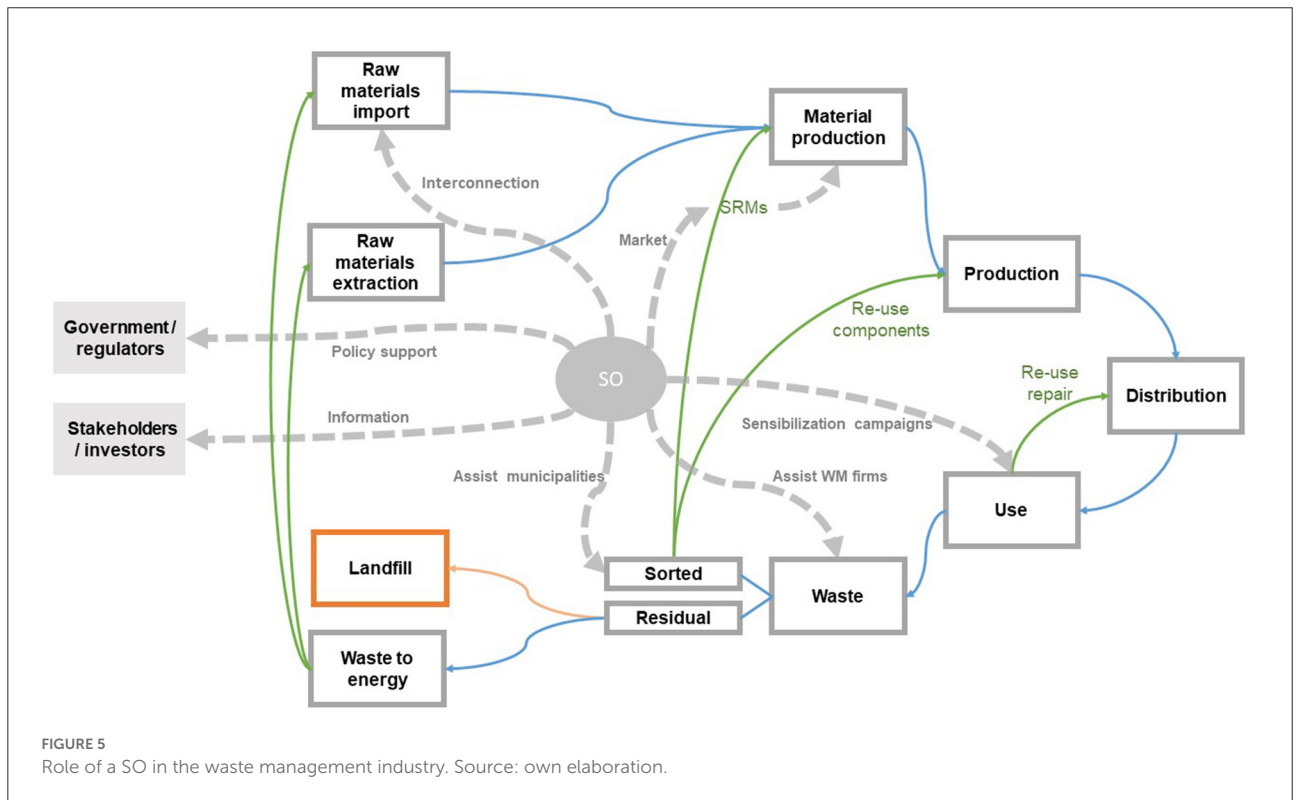 Raw
materials
import
Material
production
Interconnection
SRMs
Market
Raw
materials
extraction
Production
Re-use
components
Government/
regulators
Policy support
SO
Re-use
repair
Distribution
Stakeholders
/ investors
Information
Sensibilization campaigns
Assist municipalities
Assist WM firms
Use
Landfill
Sorted
Waste
Residual
Waste to
energy
FIGURE 5
Role of a SO in the waste management industry. Source: own elaboration.